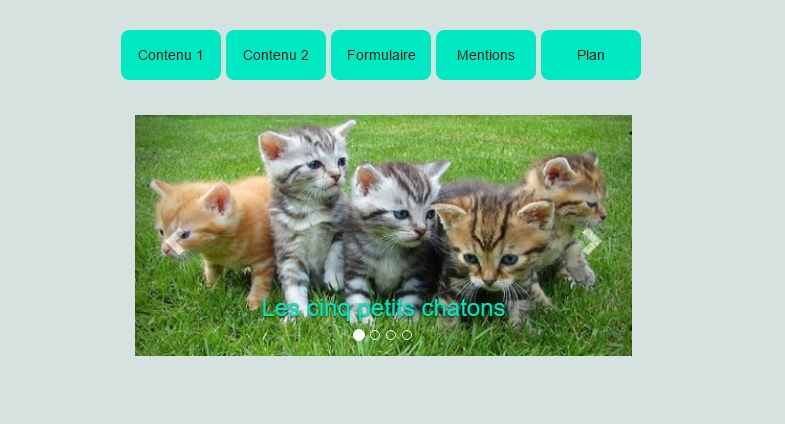 Contenu 1
Contenu 2
Formulaire
Mentions
Plan
Les cinq petits chatons